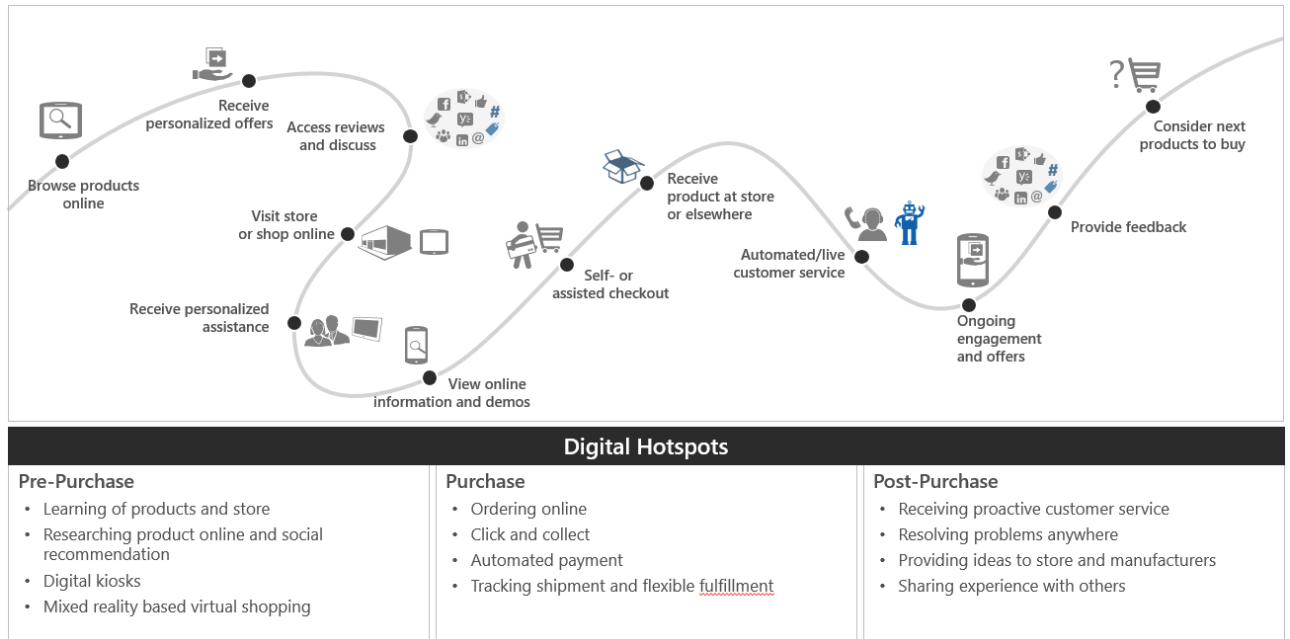 Browse products
online
Receive
personalized offers
Access reviews
and discuss
Visit store
or shop online
Receive personalized
assistance
View online
information and demos
Self- or
assisted checkout
Receive
product at store
or elsewhere
Automated/live
customer service
Ongoing
engagement
and offers
Provide feedback
Consider next
products to buy
Digital Hotspots
Pre-Purchase
• Learning of products and store
• Researching product online and social
recommendation
• Digital kiosks
• Mixed reality based virtual shopping
Purchase
• Ordering online
• Click and collect
• Automated payment
• Tracking shipment and flexible fulfillment
Post-Purchase
• Receiving proactive customer service
• Resolving problems anywhere
• Providing ideas to store and manufacturers
• Sharing experience with others